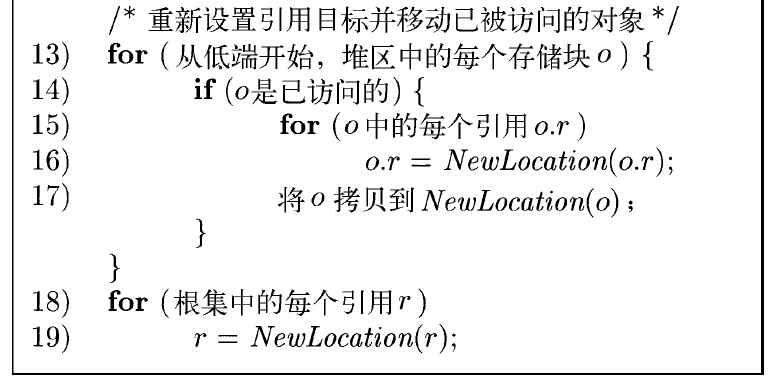 /* 重新设置引用目标并移动已被访问的对象 */
13) for (从低端开始，堆区中的每个存储块 o) {
14) if (o是已访问的) {
15) for (o 中的每个引用 o.r)
16) o.r = NewLocation(o.r);
17) 将 o 拷贝到 NewLocation(o)；
}
}
18) for (根集中的每个引用 r)
19) r = NewLocation(r);